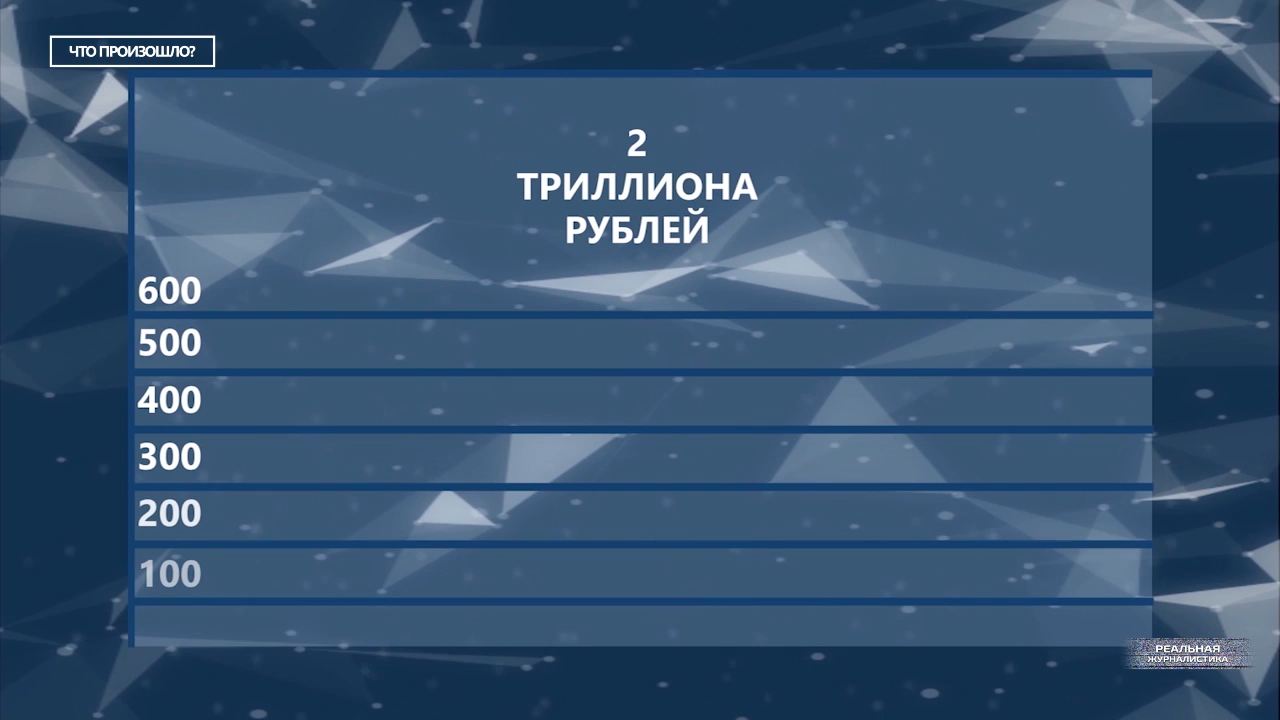 ЧТО ПРОИЗОШЛО?
2
ТРИЛЛИОНА
РУБЛЕЙ
600
500
400
300
200
100
РЕАЛЬНАЯ
ЖУРНАЛИСТИКА